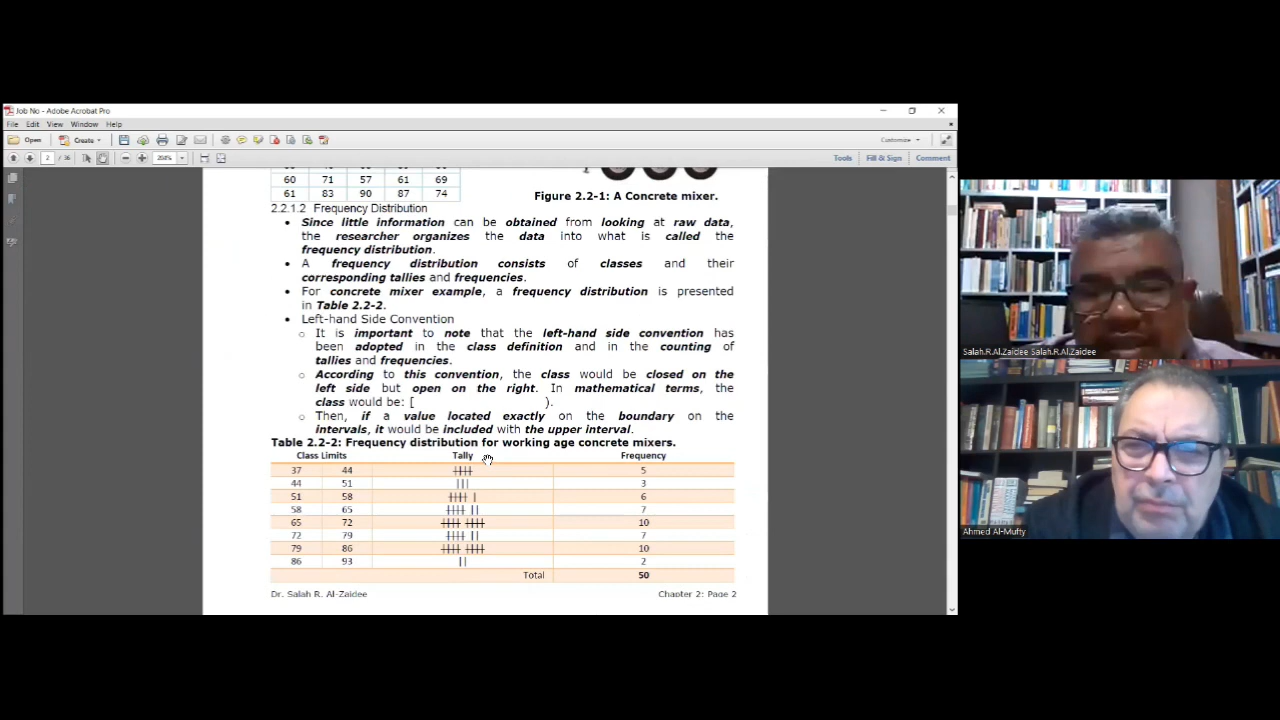 Job No - Adobe Acrobat Pro
File Edit View Window Help
Open Create Customize
2 / 36 204% Tools Fill & Sign Comment
60 71 57 61 69
61 83 90 87 74
Figure 2.2-1: A Concrete mixer.
2.2.1.2 Frequency Distribution
• Since little information can be obtained from looking at raw data,
the researcher organizes the data into what is called the
frequency distribution.
• A frequency distribution consists of classes and their
corresponding tallies and frequencies.
• For concrete mixer example, a frequency distribution is presented
in Table 2.2-2.
• Left-hand Side Convention
o It is important to note that the left-hand side convention has
been adopted in the class definition and in the counting of
tallies and frequencies.
o According to this convention, the class would be closed on the
left side but open on the right. In mathematical terms, the
class would be: [ ).
o Then, if a value located exactly on the boundary on the
intervals, it would be included with the upper interval.
Table 2.2-2: Frequency distribution for working age concrete mixers.
Class Limits Tally Frequency
37 44 5
44 51 3
51 58 6
58 65 7
65 72 10
72 79 7
79 86 10
86 93 2
Total 50
Dr. Salah R. Al-Zaidee Chapter 2: Page 2
Salah.R.Al.Zaidee Salah.R.Al.Zaidee
Ahmed Al-Mufty